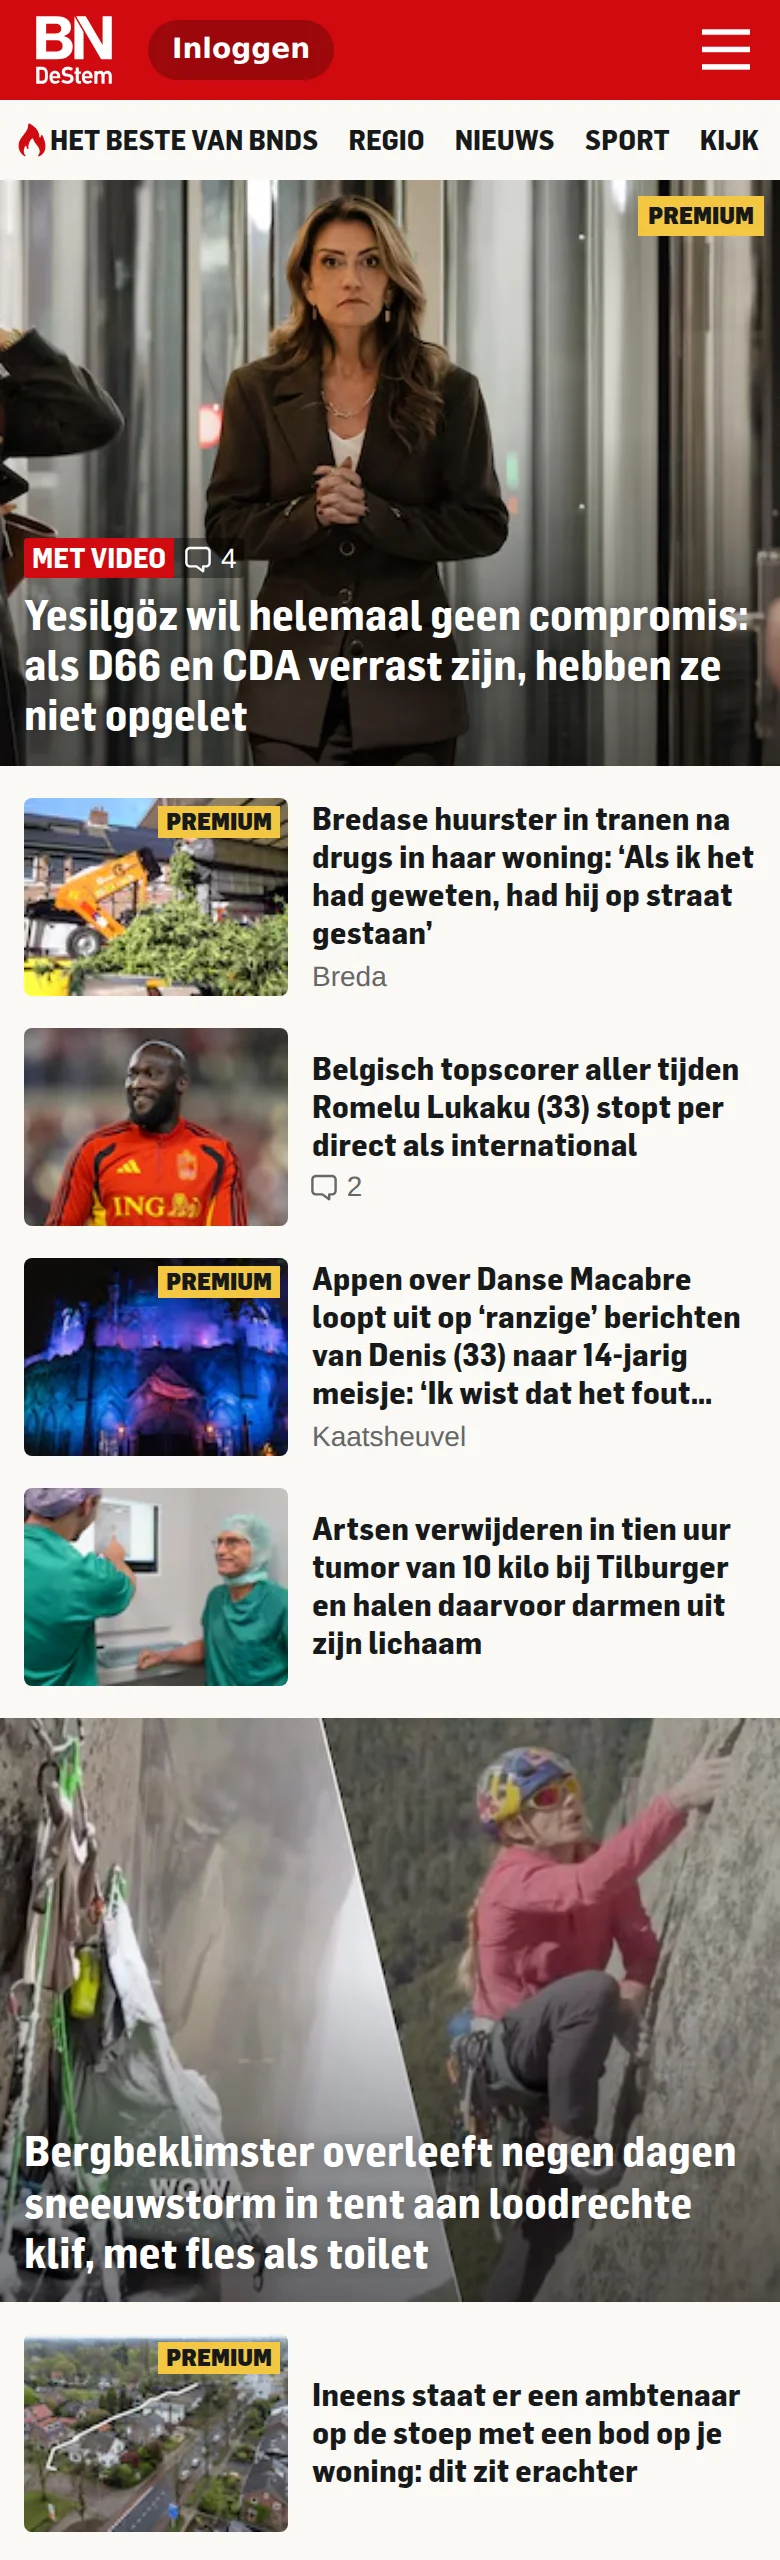 BN
DeStem
Inloggen
HET BESTE VAN BNDS REGIO NIEUWS SPORT KIJK
PREMIUM
MET VIDEO 4
Yesilgöz wil helemaal geen compromis:
als D66 en CDA verrast zijn, hebben ze
niet opgelet
PREMIUM
Bredase huurster in tranen na
drugs in haar woning: ‘Als ik het
had geweten, had hij op straat
gestaan’
Breda
ING
Belgisch topscorer aller tijden
Romelu Lukaku (33) stopt per
direct als international
2
PREMIUM
Appen over Danse Macabre
loopt uit op ‘ranzige’ berichten
van Denis (33) naar 14-jarig
meisje: ‘Ik wist dat het fout...
Kaatsheuvel
Artsen verwijderen in tien uur
tumor van 10 kilo bij Tilburger
en halen daarvoor darmen uit
zijn lichaam
WOW
Bergbeklimster overleeft negen dagen
sneeuwstorm in tent aan loodrechte
klif, met fles als toilet
PREMIUM
Ineens staat er een ambtenaar
op de stoep met een bod op je
woning: dit zit erachter